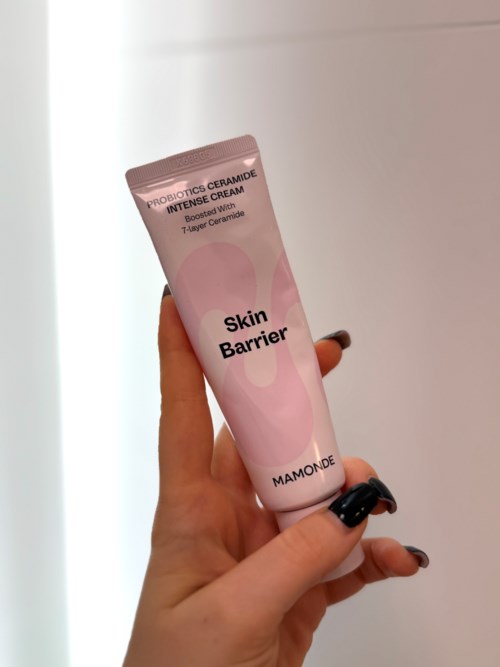 PROBIOTICS CERAMIDE
INTENSE CREAM
Boosted With
7-layer Ceramide
Skin
Barrier
MAMONDE